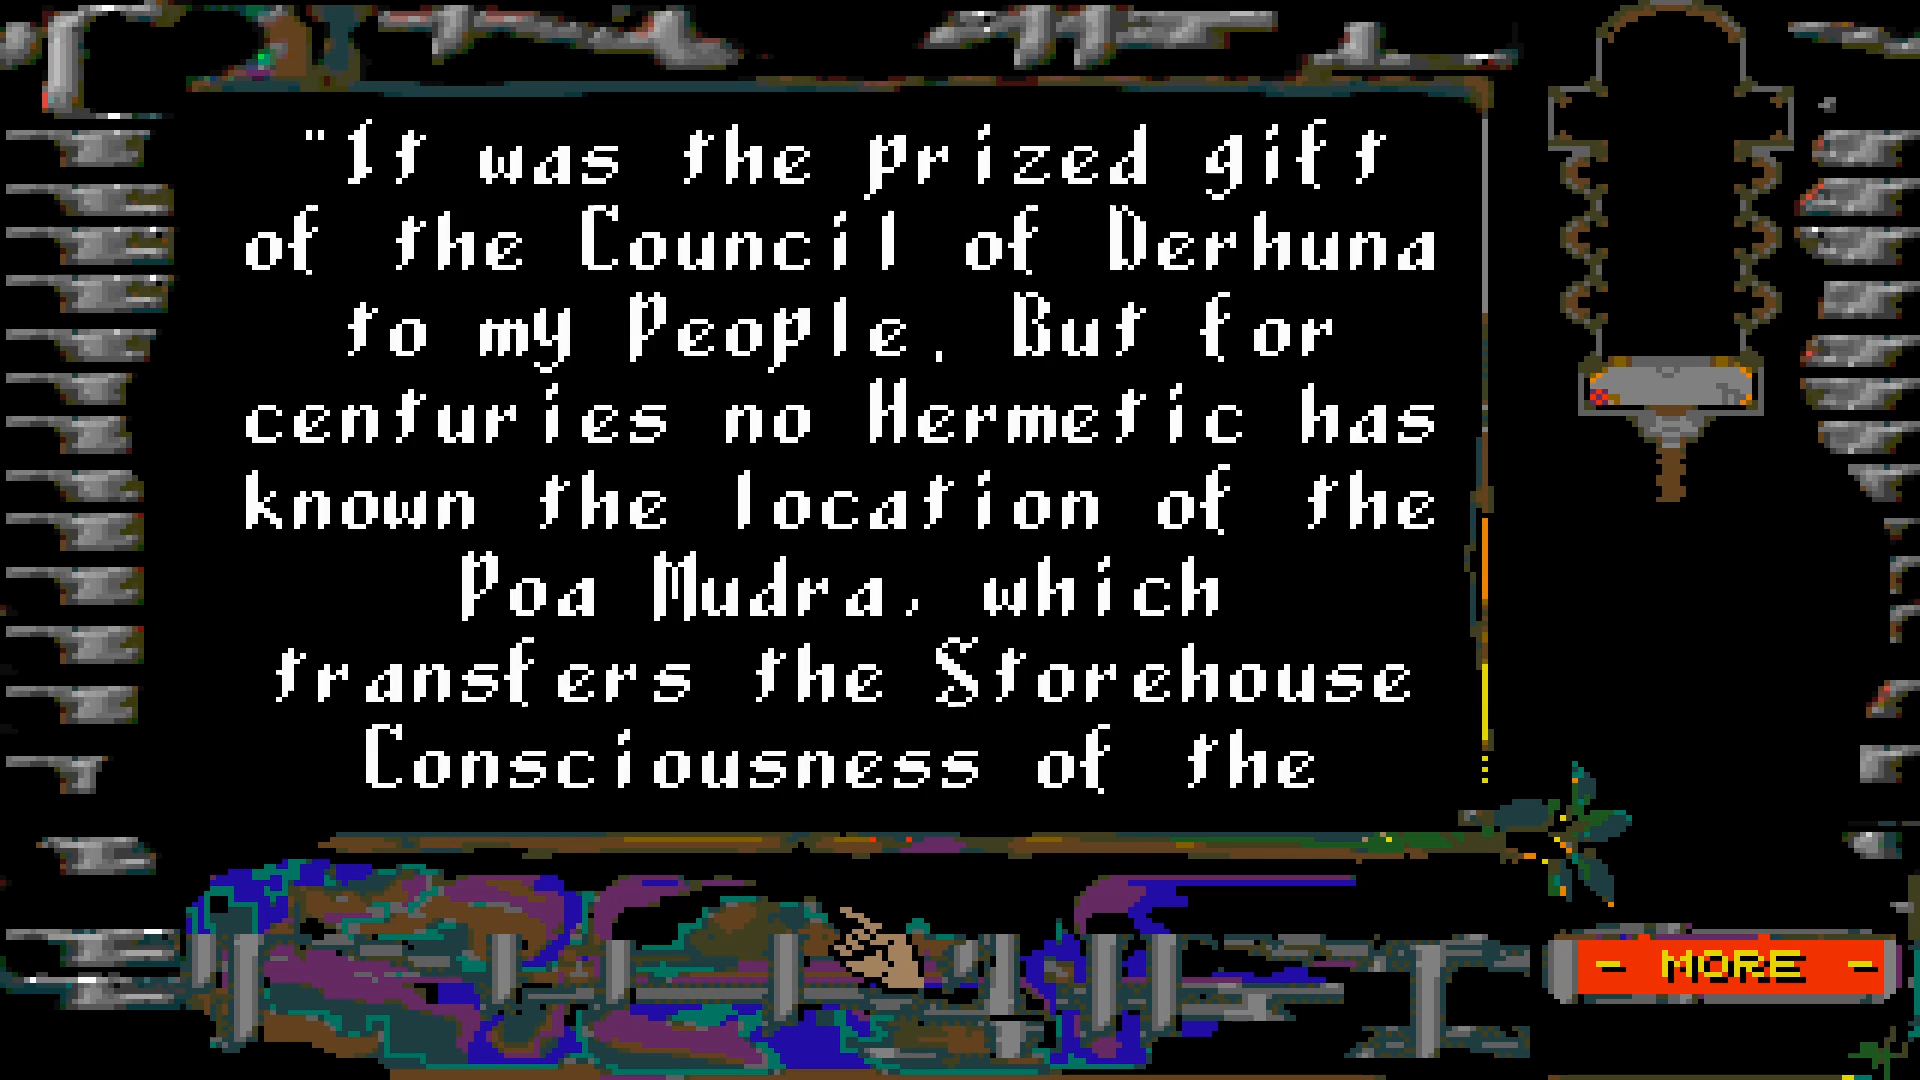 "It was the prized gift
of the Council of Derhuna
to my People. But for
centuries no Hermetic has
known the location of the
Poa Mudra, which
transfers the Storehouse
Consciousness of the
- MORE -